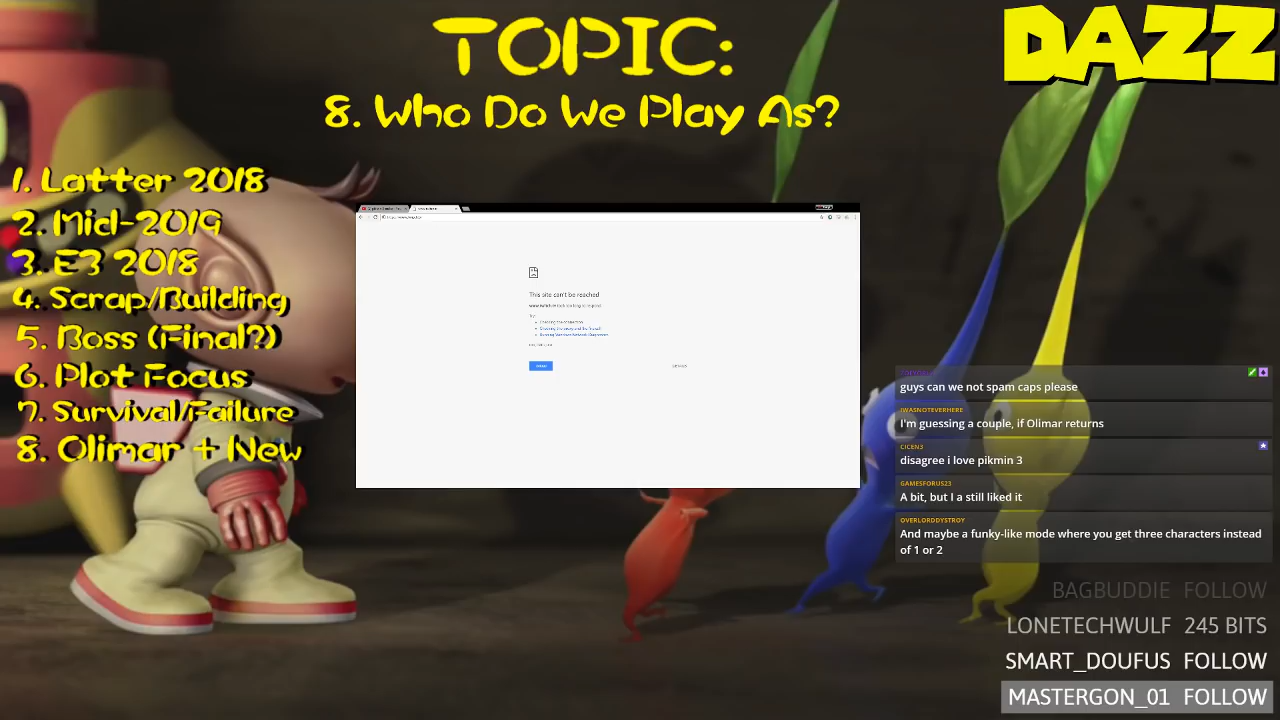 TOPIC:
8. Who Do We Play As?
DAZZ
1. Latter 2018
2. Mid-2019
3. E3 2018
4. Scrap/Building
5. Boss (Final?)
6. Plot Focus
7. Survival/Failure
8. Olimar + New
This site can't be reached
guys can we not spam caps please
IWASNOTEVERHERE
I'm guessing a couple, if Olimar returns
CICEN3
disagree i love pikmin 3
GAMESFORUS23
A bit, but I a still liked it
OVERLORDDYSTROY
And maybe a funky-like mode where you get three characters instead
of 1 or 2
BAGBUDDIE FOLLOW
LONETECHWULF 245 BITS
SMART_DOUFUS FOLLOW
MASTERGON_01 FOLLOW